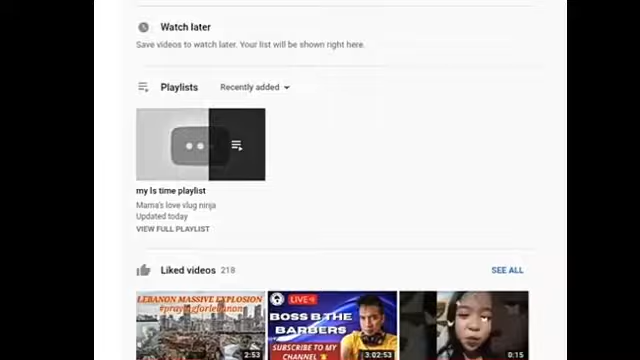 Watch later
Save videos to watch later. Your list will be shown right here.
Playlists Recently added
my ls time playlist
Mama's love vlug ninja
Updated today
VIEW FULL PLAYLIST
Liked videos 218 SEE ALL
LEBANON MASSIVE EXPLOSION
#prayingforlebanon
2:53
LIVE
BOSS B THE
BARBERS
SUBSCRIBE TO MY
CHANNEL
3:02:53
0:15